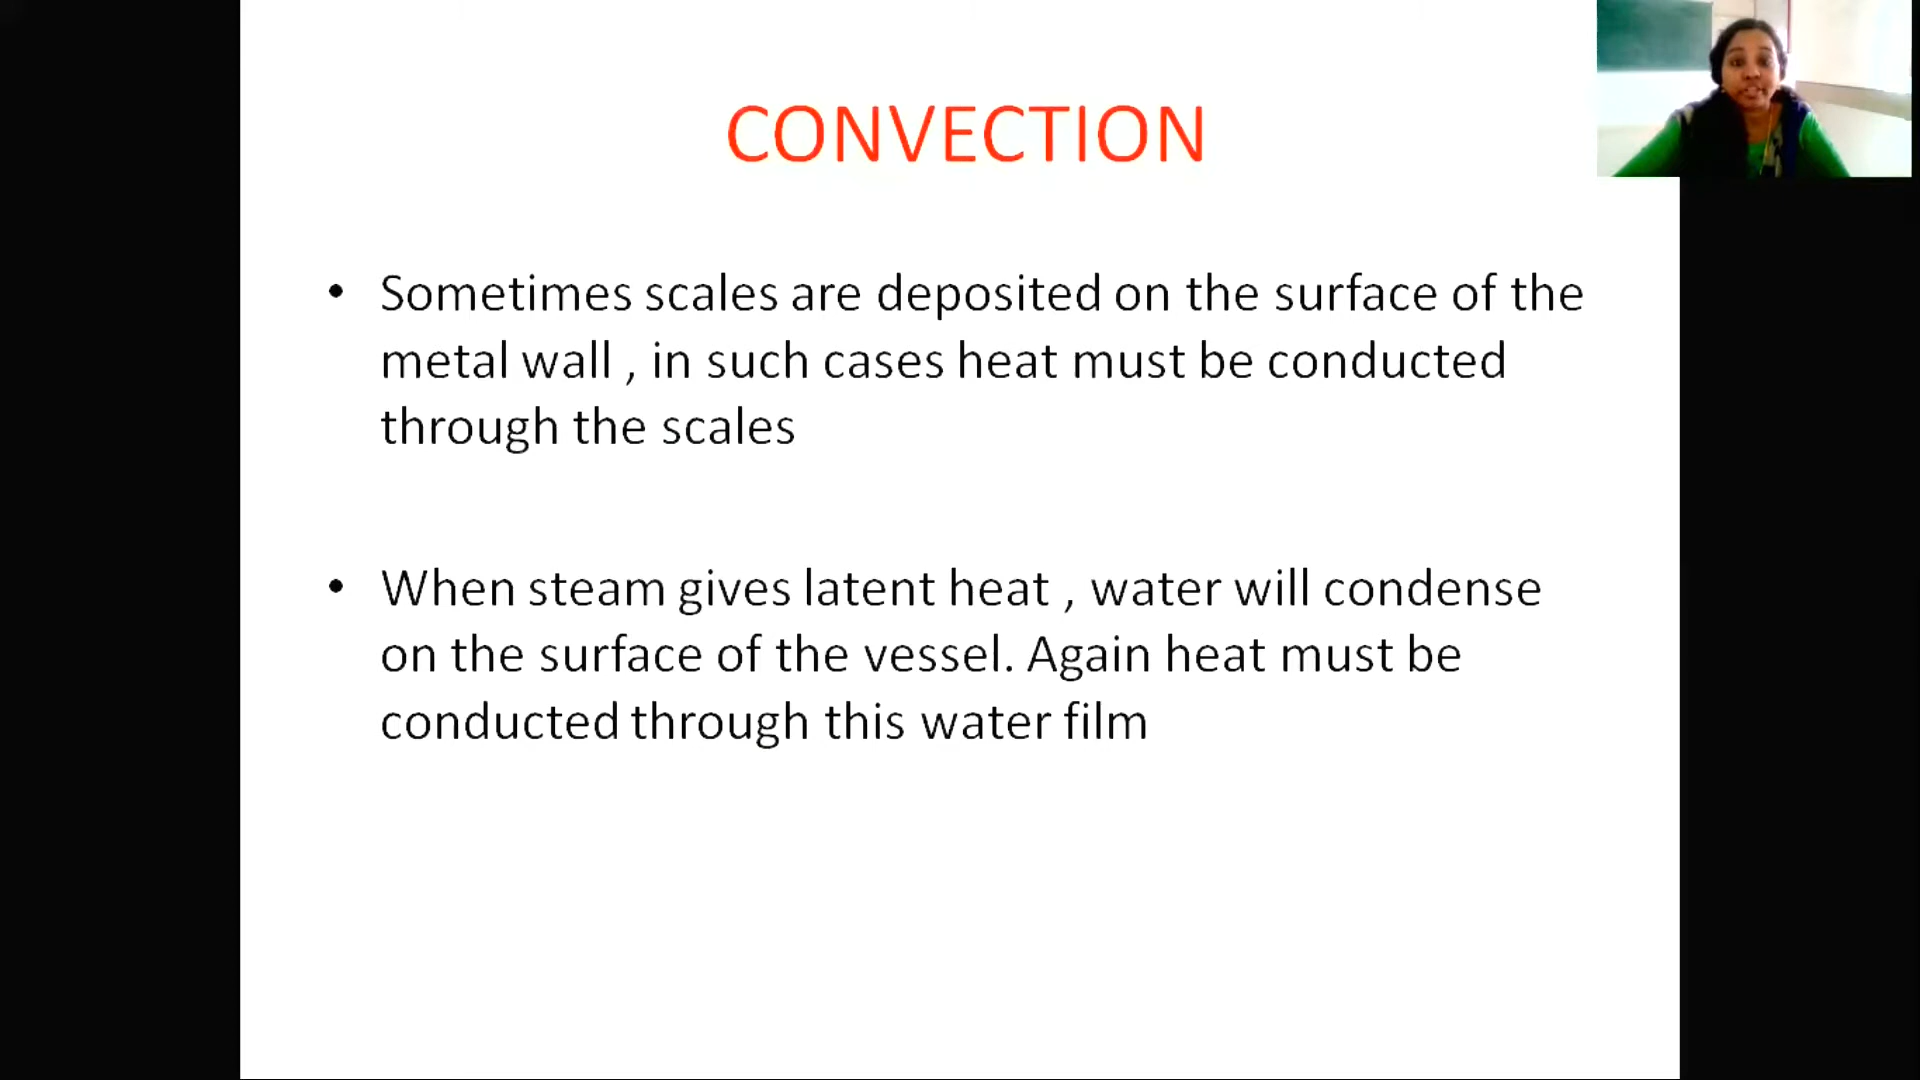 CONVECTION
• Sometimes scales are deposited on the surface of the
metal wall , in such cases heat must be conducted
through the scales
• When steam gives latent heat , water will condense
on the surface of the vessel. Again heat must be
conducted through this water film